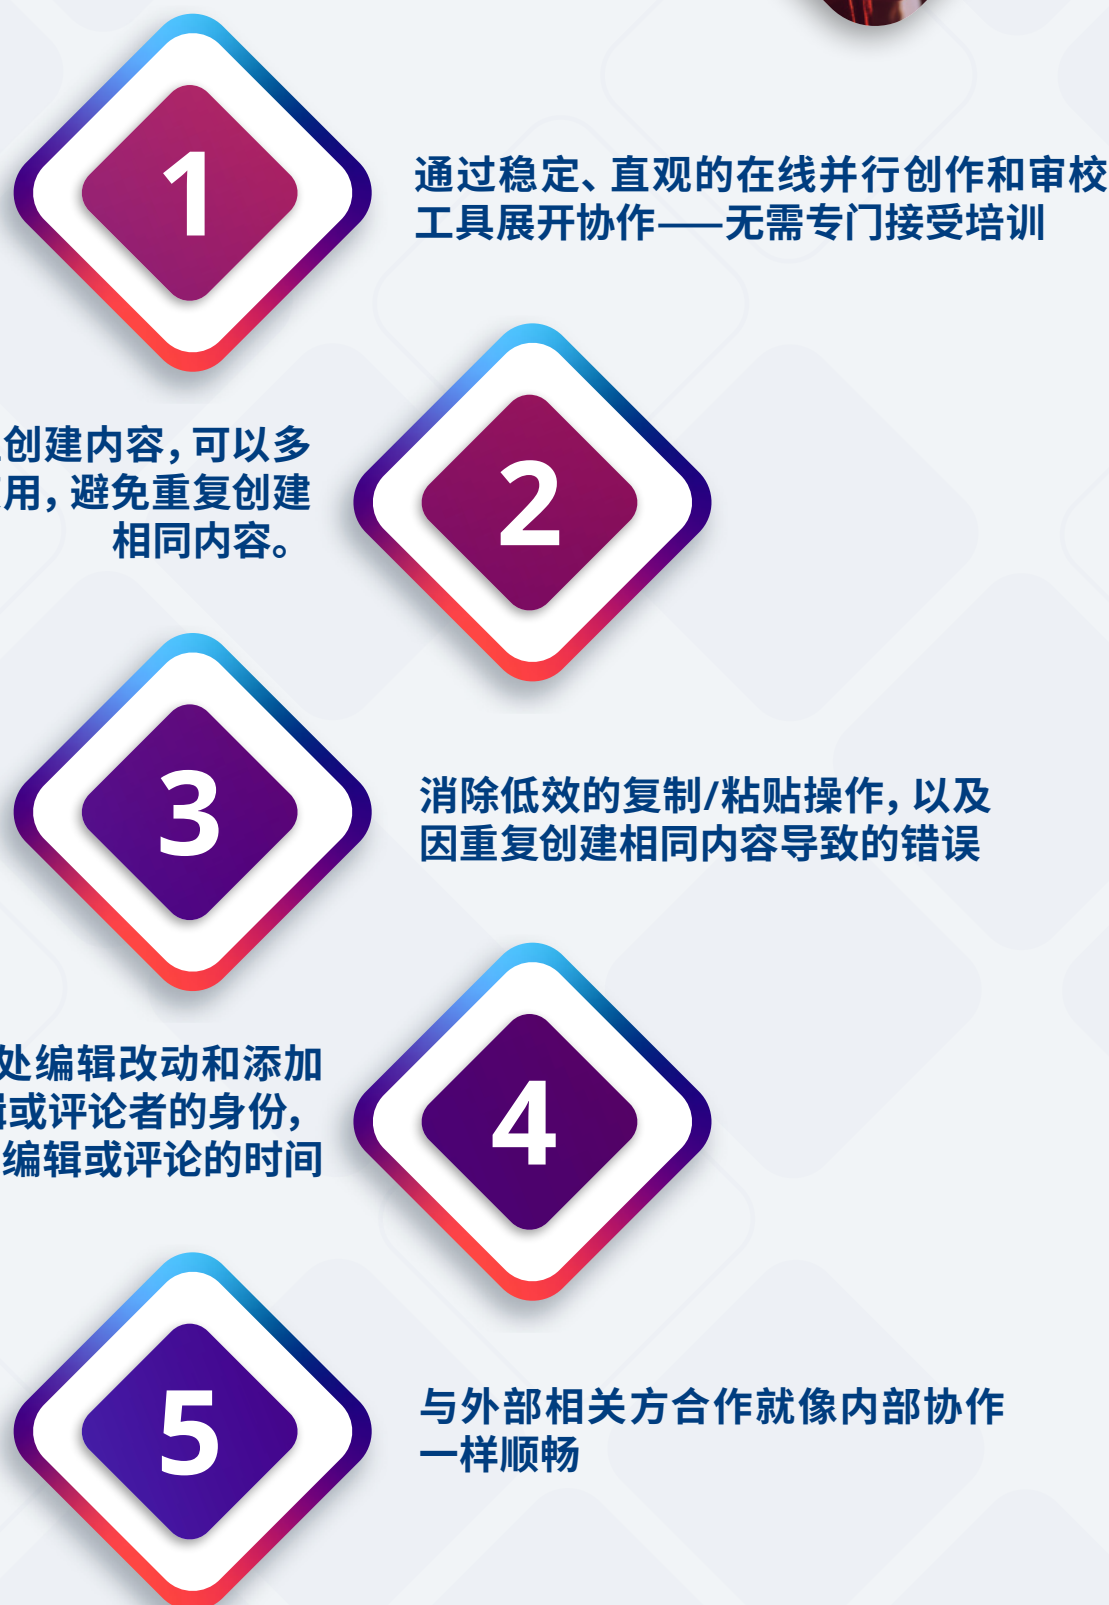 1
通过稳定、直观的在线并行创作和审校
工具展开协作——无需专门接受培训
创建内容,可以多
用,避免重复创建
相同内容。
2
3
消除低效的复制/粘贴操作,以及
因重复创建相同内容导致的错误
处编辑改动和添加
或评论者的身份,
编辑或评论的时间
4
5
与外部相关方合作就像内部协作
一样顺畅